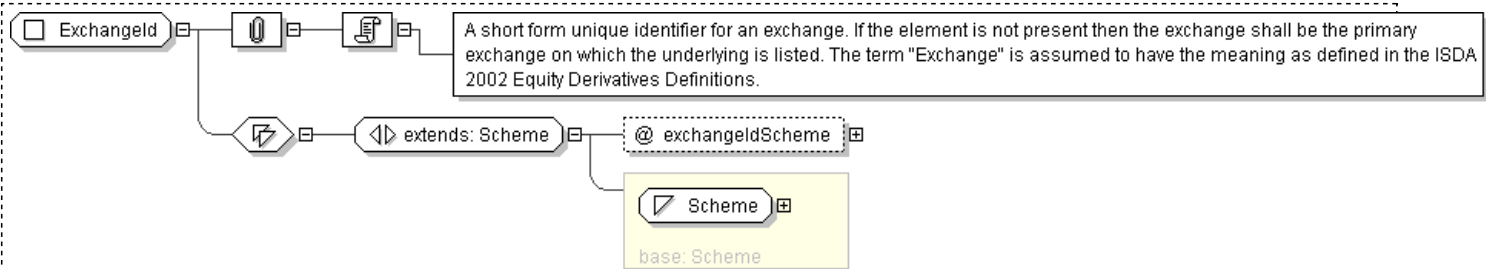 ExchangeId
A short form unique identifier for an exchange. If the element is not present then the exchange shall be the primary
exchange on which the underlying is listed. The term "Exchange" is assumed to have the meaning as defined in the ISDA
2002 Equity Derivatives Definitions.
extends: Scheme
@ exchangeIdScheme
Scheme
base: Scheme